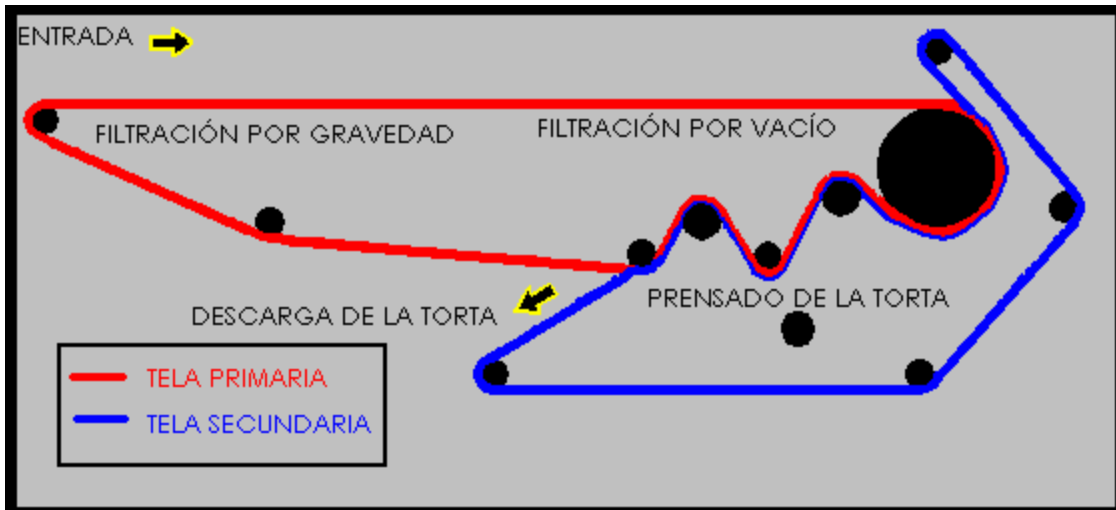 ENTRADA
FILTRACIÓN POR GRAVEDAD
FILTRACIÓN POR VACÍO
PRENSADO DE LA TORTA
DESCARGA DE LA TORTA
TELA PRIMARIA
TELA SECUNDARIA